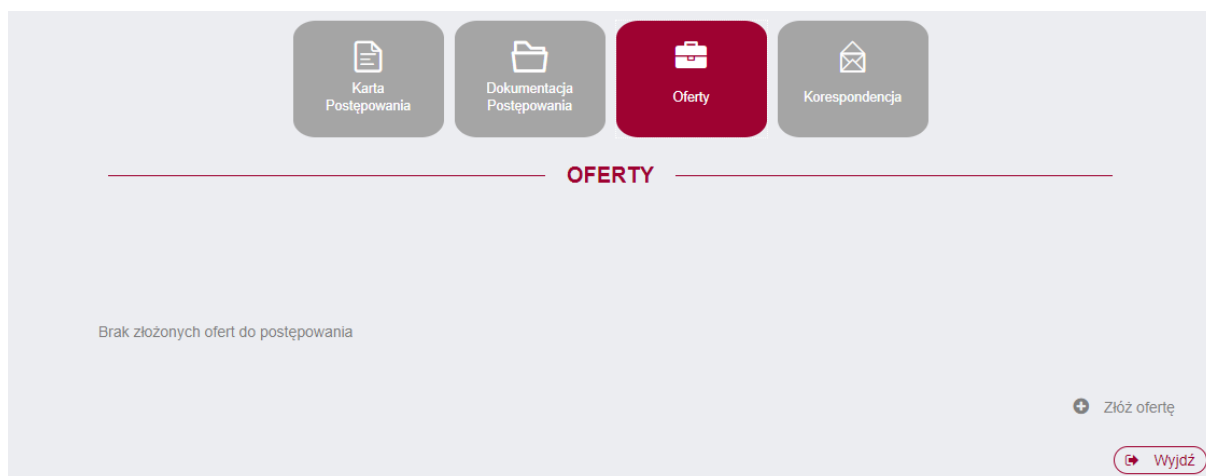 Karta
Postępowania
Dokumentacja
Postępowania
Oferty
Korespondencja
OFERTY
Brak złożonych ofert do postępowania
Złóż ofertę
Wyjdź